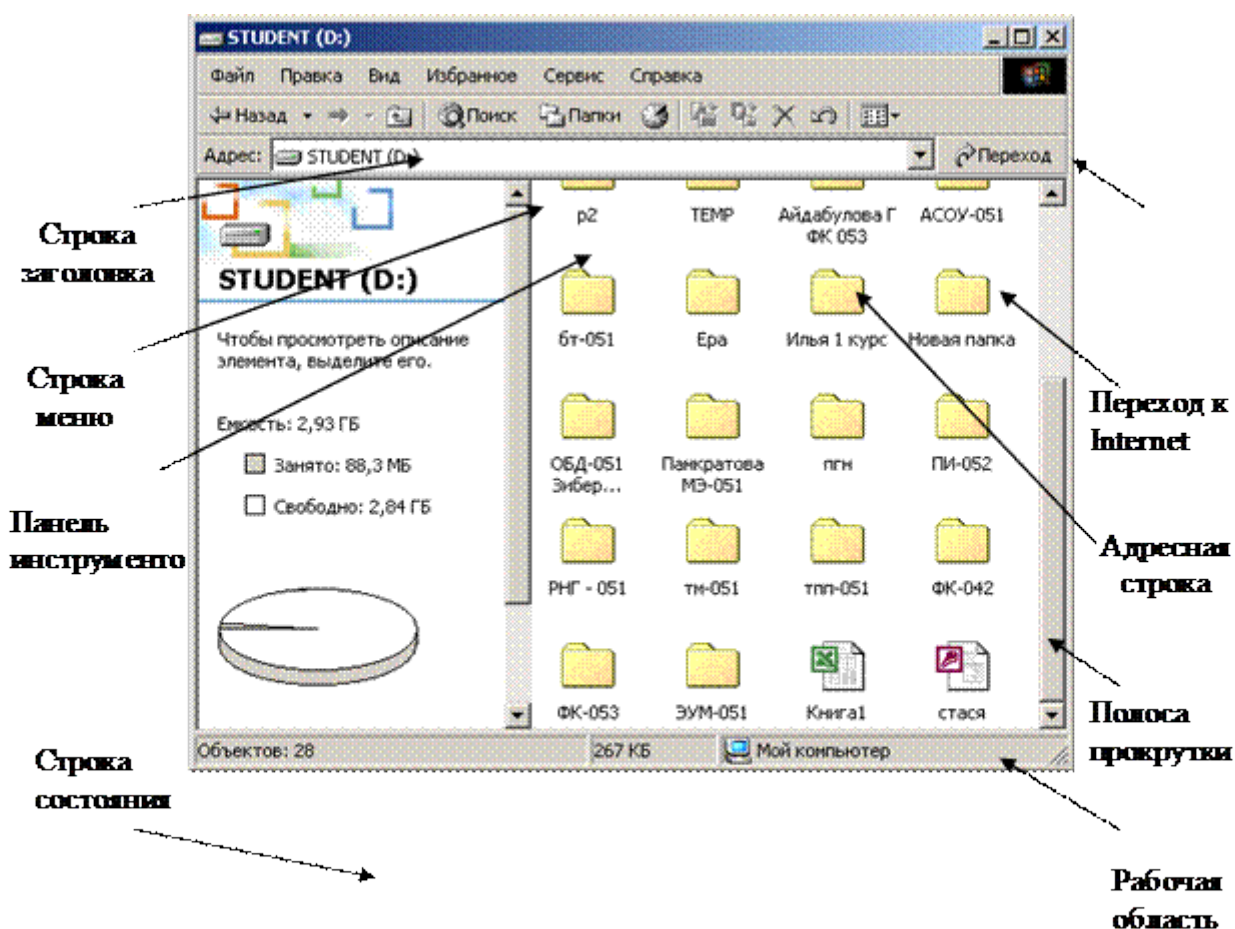 STUDENT (D:)
Файл Правка Вид Избранное Сервис Справка
Назад Поиск Папки
Адрес: STUDENT (D:) Переход
р2 TEMP Айдабулова Г АСОУ-051
ФК 053
STUDENT (D:)
Чтобы просмотреть описание
элемента, выделите его.
Емкость: 2,93 ГБ
Занято: 88,3 МБ
Свободно: 2,84 ГБ
бт-051 Ера Илья 1 курс Новая папка
ОБД-051 Панкратова пгн ПИ-052
Зибер... МЭ-051
РНГ - 051 тн-051 тпп-051 ФК-042
ФК-053 ЭУМ-051 Книга1 стася
Объектов: 28 267 КБ Мой компьютер
Строка
заголовка
Строка
меню
Панель
инструменто
Строка
состояния
Переход к
Internet
Адресная
строка
Полоса
прокрутки
Рабочая
область